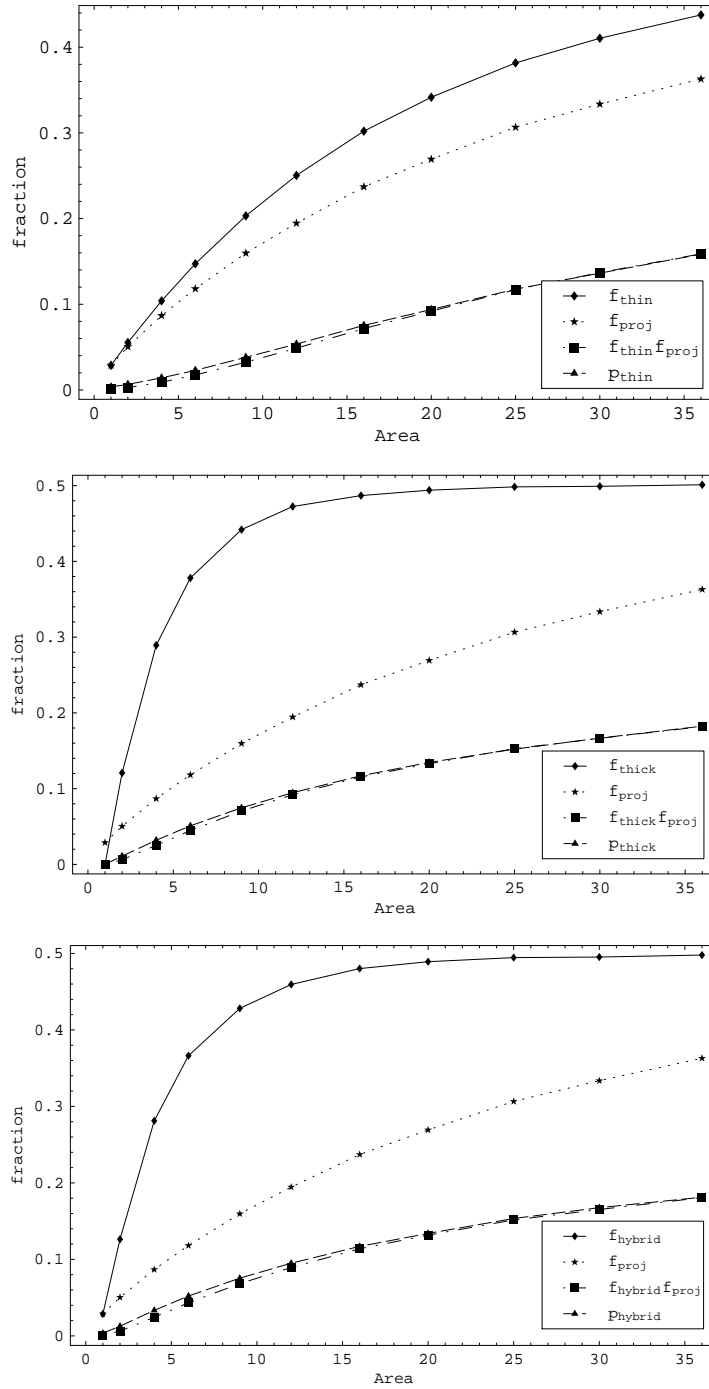 0.4
0.3
0.2
0.1
0
fraction
0 5 10 15 20 25 30 35
Area
f_thin
f_proj
f_thin f_proj
p_thin
0.5
0.4
0.3
0.2
0.1
0
fraction
0 5 10 15 20 25 30 35
Area
f_thick
f_proj
f_thick f_proj
p_thick
0.5
0.4
0.3
0.2
0.1
0
fraction
0 5 10 15 20 25 30 35
Area
f_hybrid
f_proj
f_hybrid f_proj
p_hybrid